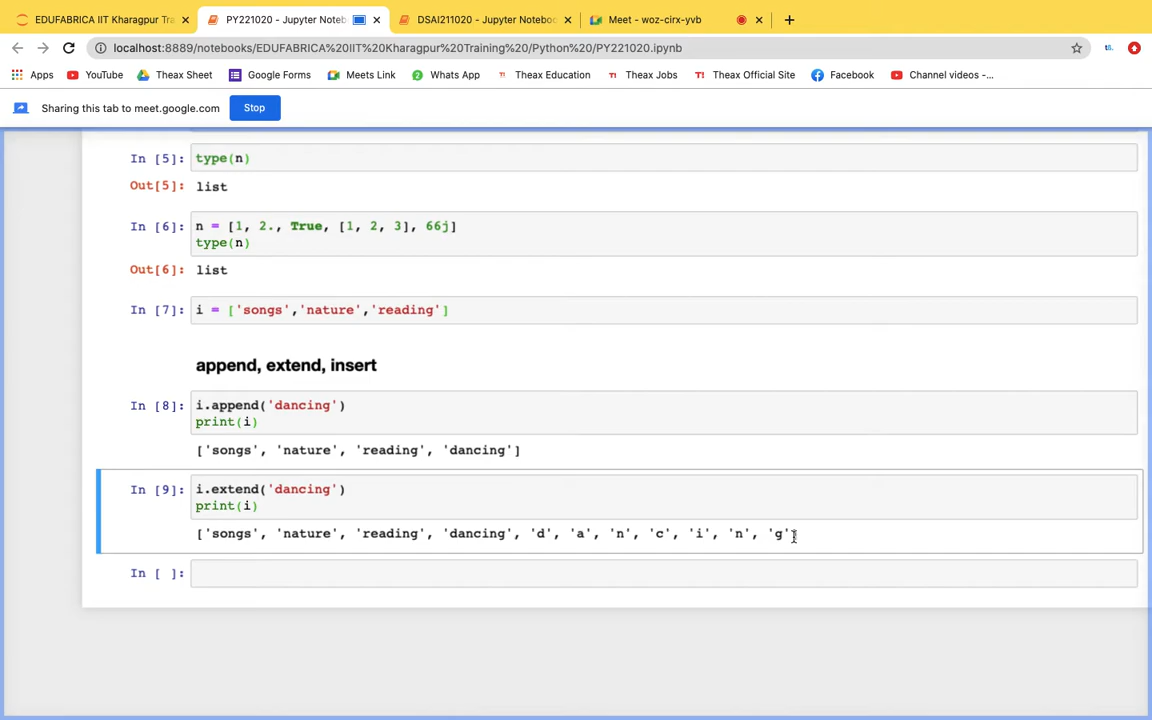 EDUFABRICA IIT Kharagpur Tra
PY221020 - Jupyter Noteb
DSAI211020 - Jupyter Noteboo
Meet - woz-cirx-yvb
localhost:8889/notebooks/EDUFABRICA%20IIT%20Kharagpur%20Training%20/Python%20/PY221020.ipynb
Apps YouTube Theax Sheet Google Forms Meets Link Whats App Theax Education Theax Jobs Theax Official Site Facebook Channel videos -...
Sharing this tab to meet.google.com Stop
In [5]: type(n)
Out[5]: list
In [6]: n = [1, 2., True, [1, 2, 3], 66j]
type(n)
Out[6]: list
In [7]: i = ['songs','nature','reading']
append, extend, insert
In [8]: i.append('dancing')
print(i)
['songs', 'nature', 'reading', 'dancing']
In [9]: i.extend('dancing')
print(i)
['songs', 'nature', 'reading', 'dancing', 'd', 'a', 'n', 'c', 'i', 'n', 'g']
In [ ]: